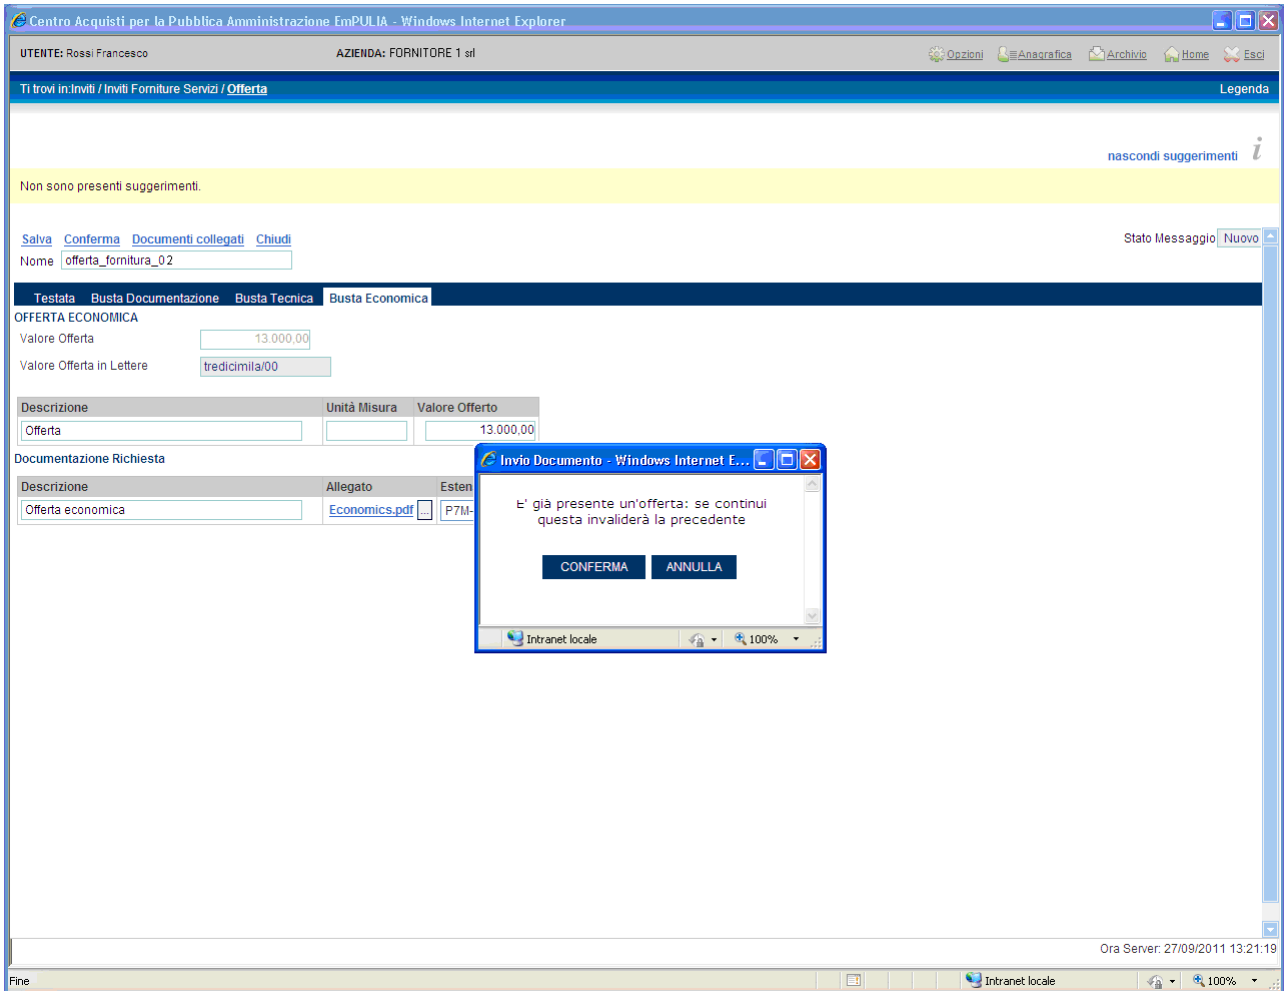 Centro Acquisti per la Pubblica Amministrazione EmPULIA - Windows Internet Explorer
UTENTE: Rossi Francesco AZIENDA: FORNITORE 1 srl Opzioni Anagrafica Archivio Home Esci
Ti trovi in:Inviti / Inviti Forniture Servizi / Offerta Legenda
nascondi suggerimenti i
Non sono presenti suggerimenti.
Salva Conferma Documenti collegati Chiudi Stato Messaggio Nuovo
Nome offerta_fornitura_02
Testata Busta Documentazione Busta Tecnica Busta Economica
OFFERTA ECONOMICA
Valore Offerta 13.000,00
Valore Offerta in Lettere tredicimila/00
Descrizione Unità Misura Valore Offerto
Offerta 13.000,00
Documentazione Richiesta
Descrizione Allegato Esten
Offerta economica Economics.pdf ... P7M-
Invio Documento - Windows Internet E...
E' già presente un'offerta: se continui
questa invaliderà la precedente
CONFERMA ANNULLA
Intranet locale 100%
Ora Server: 27/09/2011 13:21:19
Fine Intranet locale 100%